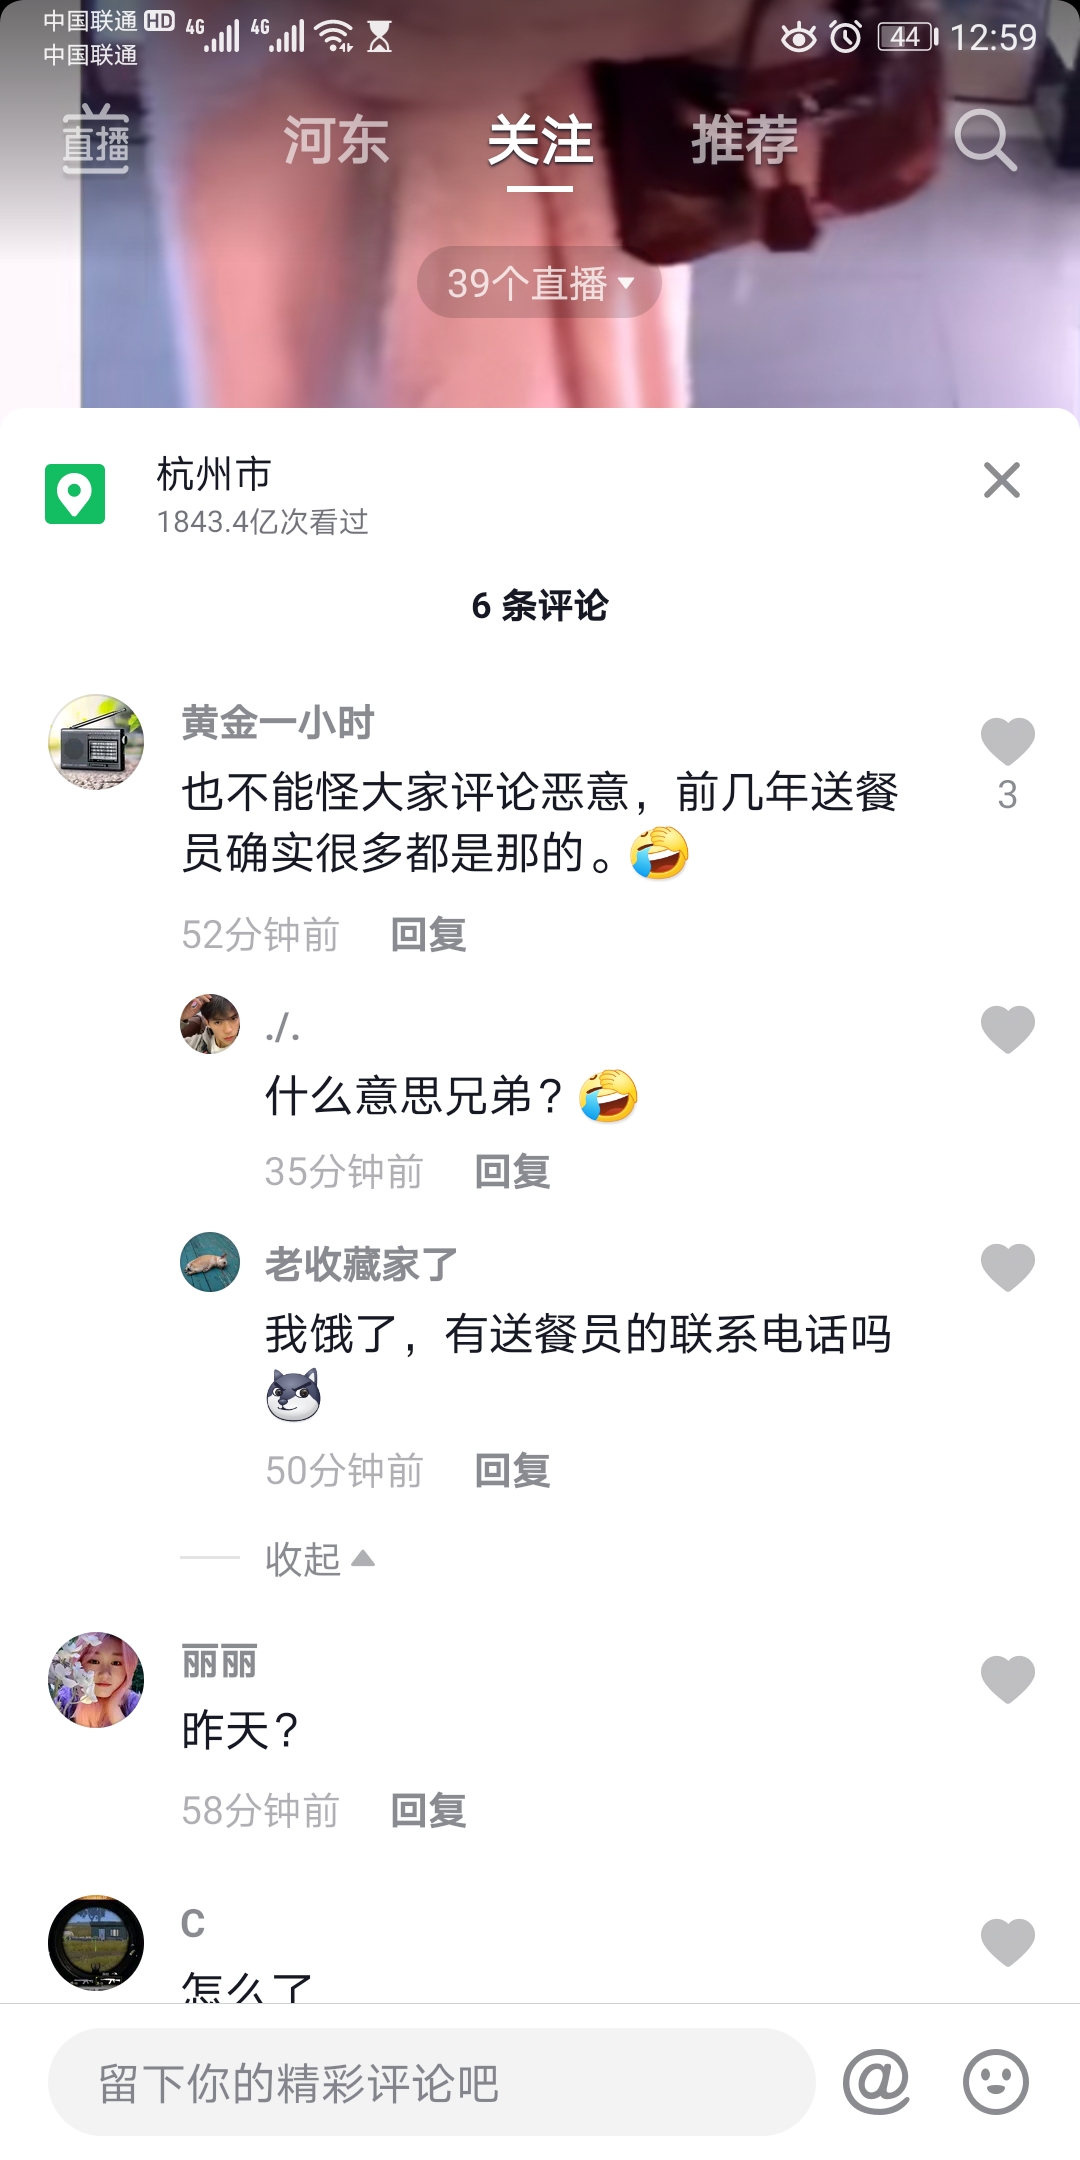 中国联通 HD 4G 4G 44 12:59
中国联通
直播 河东 关注 推荐
39个直播
杭州市
1843.4亿次看过
6 条评论
黄金一小时
也不能怪大家评论恶意，前几年送餐
员确实很多都是那的。
3
52分钟前 回复
./.
什么意思兄弟？
35分钟前 回复
老收藏家了
我饿了，有送餐员的联系电话吗
50分钟前 回复
收起
丽丽
昨天？
58分钟前 回复
C
怎么了
留下你的精彩评论吧 @